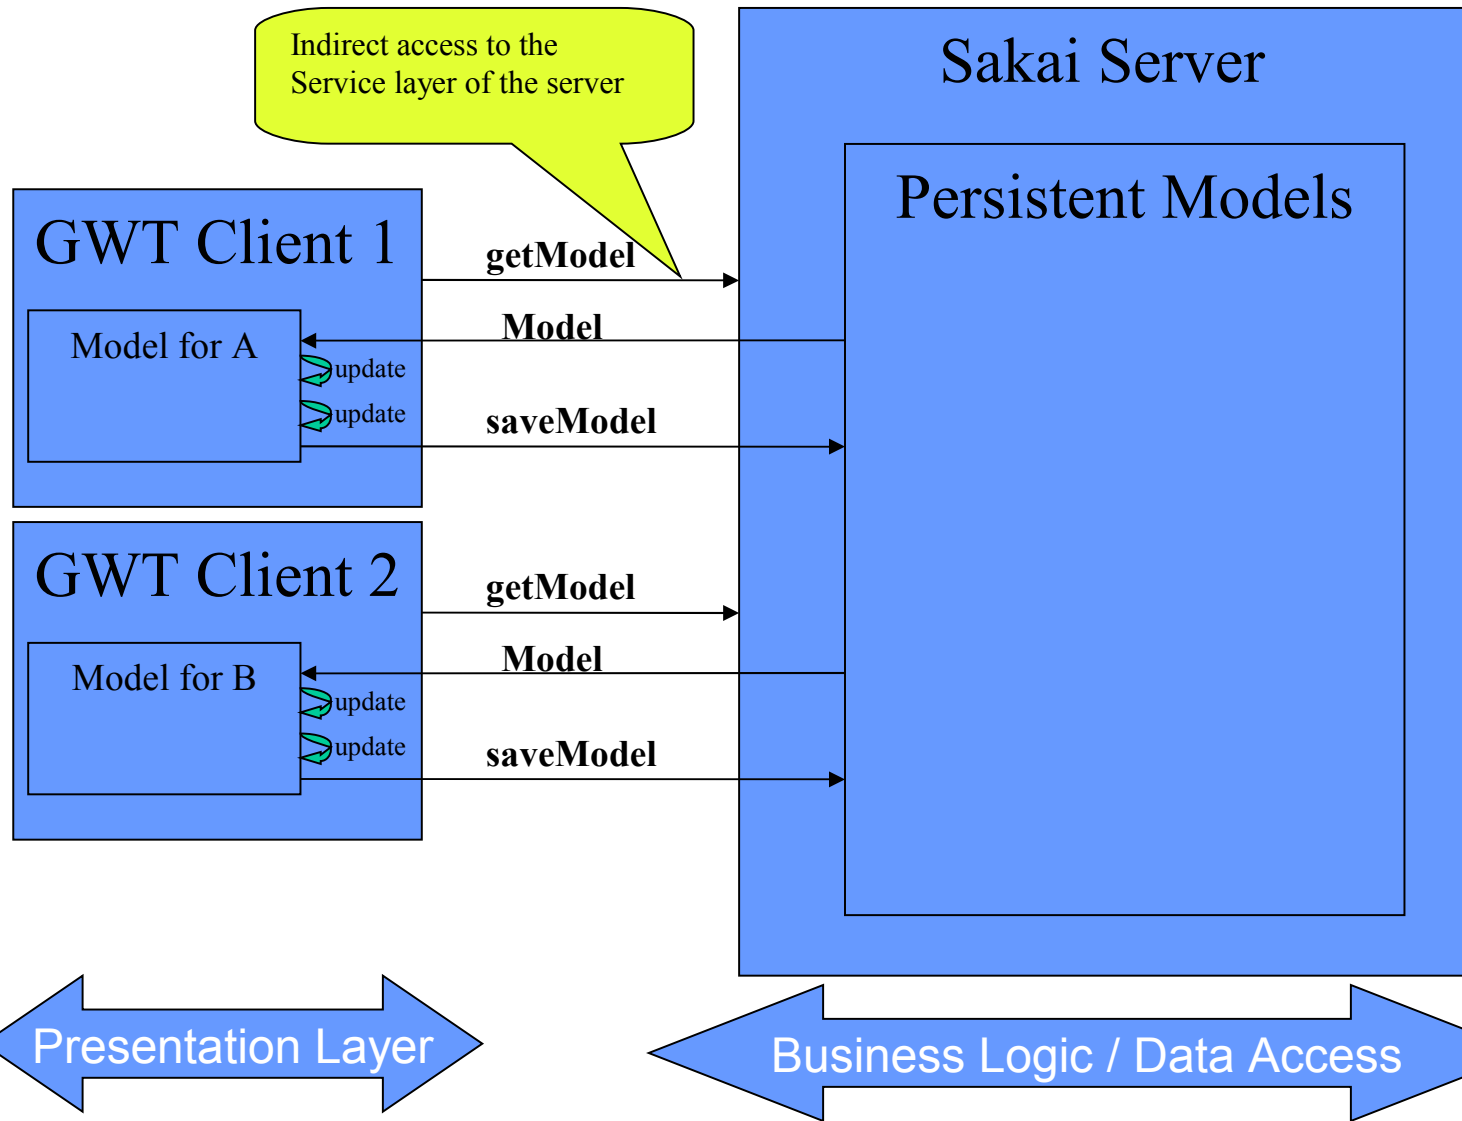 Indirect access to the
Service layer of the server
Sakai Server
Persistent Models
GWT Client 1
getModel
Model
Model for A
update
update
saveModel
GWT Client 2
getModel
Model
Model for B
update
update
saveModel
Presentation Layer
Business Logic / Data Access